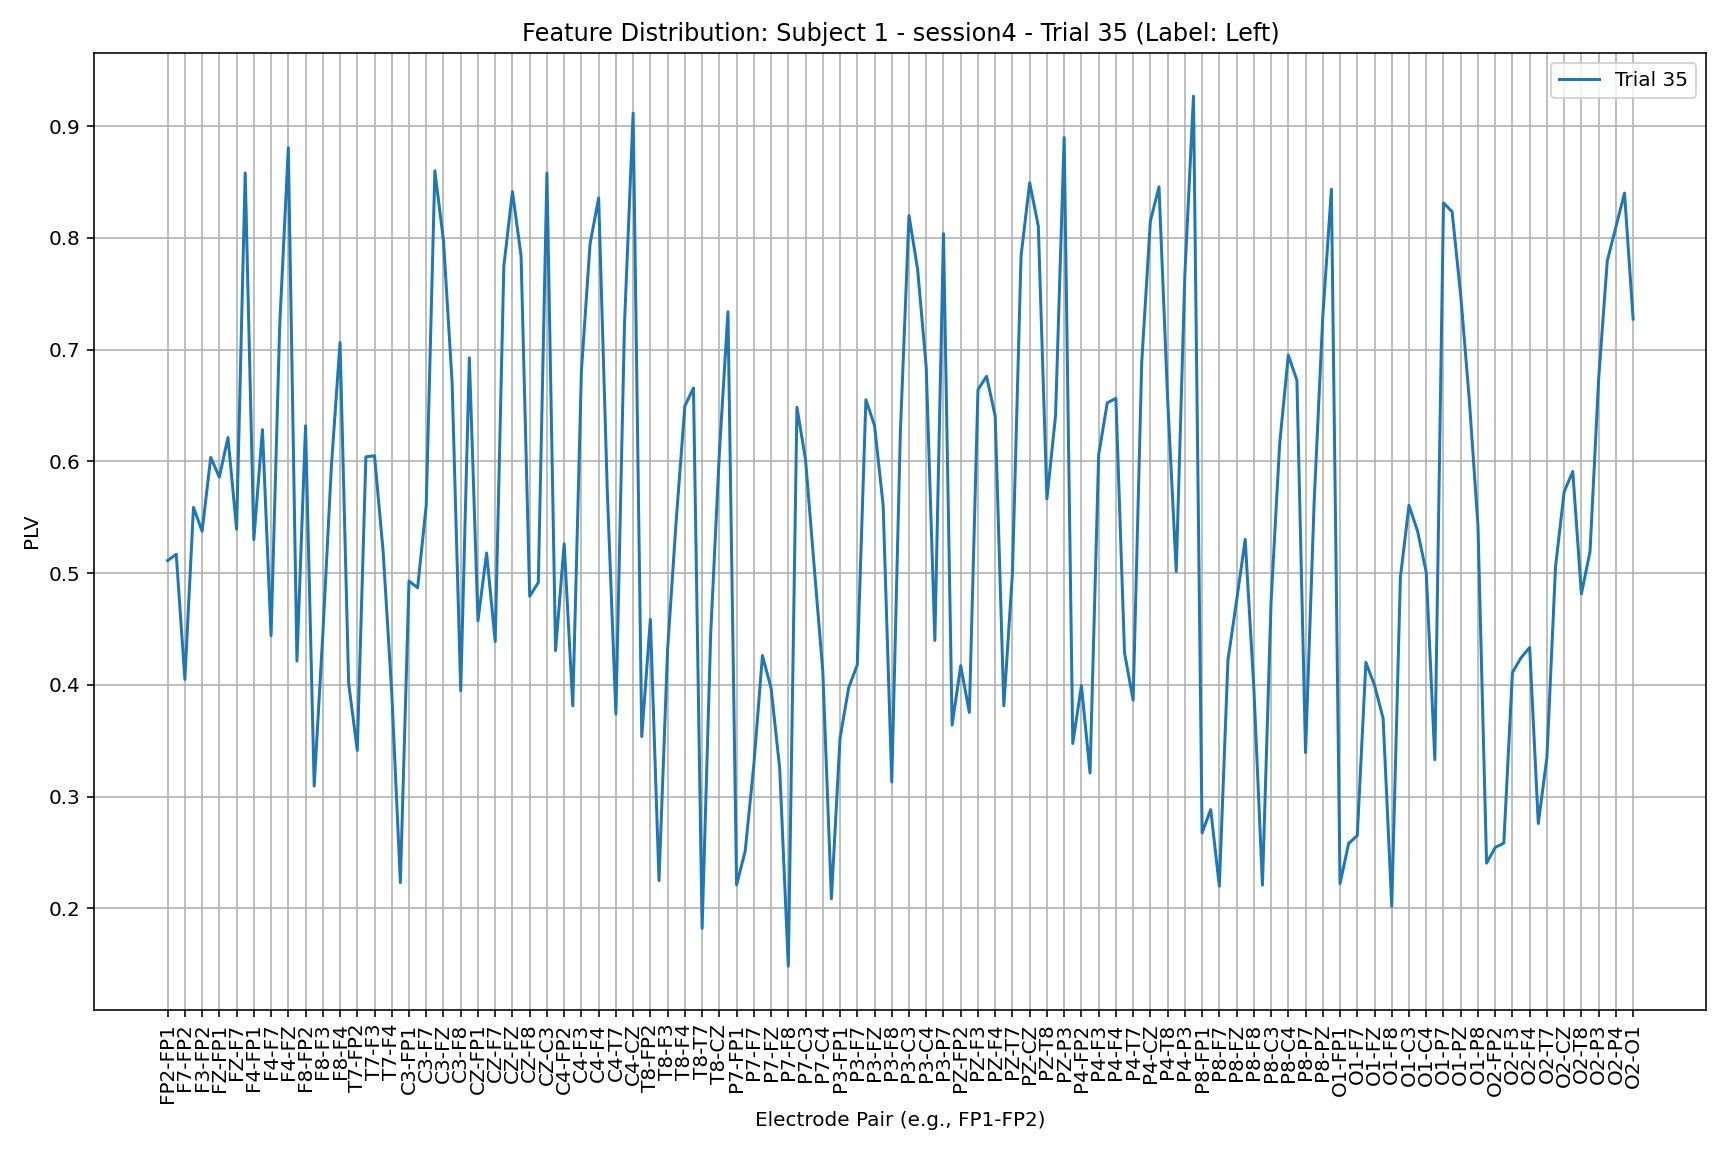 Feature Distribution: Subject 1 - session4 - Trial 35 (Label: Left)
Trial 35
PLV
0.9
0.8
0.7
0.6
0.5
0.4
0.3
0.2
FP2-FP1
F7-FP2
F3-FP2
FZ-FP1
FZ-F7
F4-FP1
F4-F7
F4-FZ
F8-FP2
F8-F3
F8-F4
T7-FP2
T7-F3
T7-F4
C3-FP1
C3-F7
C3-FZ
C3-F8
CZ-FP1
CZ-F7
CZ-FZ
CZ-F8
CZ-C3
C4-FP2
C4-F3
C4-F4
C4-T7
C4-CZ
T8-FP2
T8-F3
T8-F4
T8-T7
T8-CZ
P7-FP1
P7-F7
P7-FZ
P7-F8
P7-C3
P7-C4
P3-FP1
P3-F7
P3-FZ
P3-F8
P3-C3
P3-C4
P3-P7
PZ-FP2
PZ-F3
PZ-F4
PZ-T7
PZ-CZ
PZ-T8
PZ-P3
P4-FP2
P4-F3
P4-F4
P4-T7
P4-CZ
P4-T8
P4-P3
P8-FP1
P8-F7
P8-FZ
P8-F8
P8-C3
P8-C4
P8-P7
P8-PZ
O1-FP1
O1-F7
O1-FZ
O1-F8
O1-C3
O1-C4
O1-P7
O1-PZ
O1-P8
O2-FP2
O2-F3
O2-F4
O2-T7
O2-CZ
O2-T8
O2-P3
O2-P4
O2-O1
Electrode Pair (e.g., FP1-FP2)